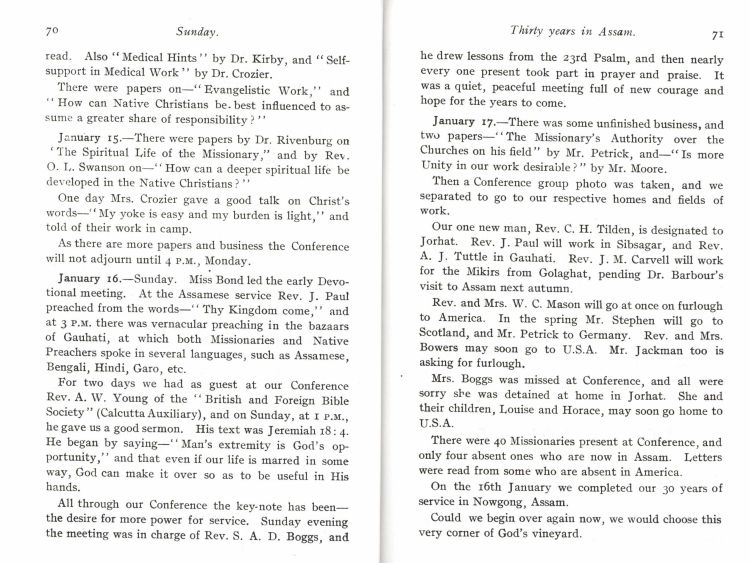 70 Sunday.
read. Also "Medical Hints" by Dr. Kirby, and "Self-
support in Medical Work" by Dr. Crozier.
There were papers on—"Evangelistic Work," and
"How can Native Christians be best influenced to as-
sume a greater share of responsibility?"
January 15.—There were papers by Dr. Rivenburg on
'The Spiritual Life of the Missionary," and by Rev.
O. L. Swanson on—"How can a deeper spiritual life be
developed in the Native Christians?"
One day Mrs. Crozier gave a good talk on Christ's
words—"My yoke is easy and my burden is light," and
told of their work in camp.
As there are more papers and business the Conference
will not adjourn until 4 P.M., Monday.
January 16.—Sunday. Miss Bond led the early Devo-
tional meeting. At the Assamese service Rev. J. Paul
preached from the words—"Thy Kingdom come," and
at 3 P.M. there was vernacular preaching in the bazaars
of Gauhati, at which both Missionaries and Native
Preachers spoke in several languages, such as Assamese,
Bengali, Hindi, Garo, etc.
For two days we had as guest at our Conference
Rev. A. W. Young of the "British and Foreign Bible
Society" (Calcutta Auxiliary), and on Sunday, at 1 P.M.,
he gave us a good sermon. His text was Jeremiah 18:4.
He began by saying—"Man's extremity is God's op-
portunity," and that even if our life is marred in some
way, God can make it over so as to be useful in His
hands.
All through our Conference the key-note has been—
the desire for more power for service. Sunday evening
the meeting was in charge of Rev. S. A. D. Boggs, and
Thirty years in Assam. 71
he drew lessons from the 23rd Psalm, and then nearly
every one present took part in prayer and praise. It
was a quiet, peaceful meeting full of new courage and
hope for the years to come.
January 17.—There was some unfinished business, and
two papers—"The Missionary's Authority over the
Churches on his field" by Mr. Petrick, and—"Is more
Unity in our work desirable?" by Mr. Moore.
Then a Conference group photo was taken, and we
separated to go to our respective homes and fields of
work.
Our one new man, Rev. C. H. Tilden, is designated to
Jorhat. Rev. J. Paul will work in Sibsagar, and Rev.
A. J. Tuttle in Gauhati. Rev. J. M. Carvell will work
for the Mikirs from Golaghat, pending Dr. Barbour's
visit to Assam next autumn.
Rev. and Mrs. W. C. Mason will go at once on furlough
to America. In the spring Mr. Stephen will go to
Scotland, and Mr. Petrick to Germany. Rev. and Mrs.
Bowers may soon go to U.S.A. Mr. Jackman too is
asking for furlough.
Mrs. Boggs was missed at Conference, and all were
sorry she was detained at home in Jorhat. She and
their children, Louise and Horace, may soon go home to
U.S.A.
There were 40 Missionaries present at Conference, and
only four absent ones who are now in Assam. Letters
were read from some who are absent in America.
On the 16th January we completed our 30 years of
service in Nowgong, Assam.
Could we begin over again now, we would choose this
very corner of God's vineyard.